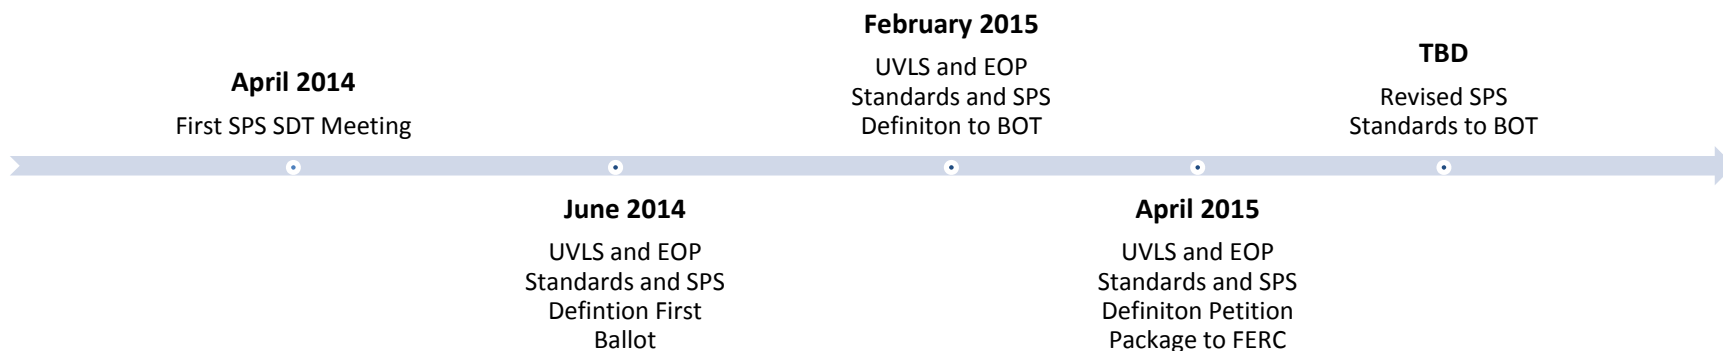 April 2014
First SPS SDT Meeting
June 2014
UVLS and EOP
Standards and SPS
Defintion First
Ballot
February 2015
UVLS and EOP
Standards and SPS
Definiton to BOT
April 2015
UVLS and EOP
Standards and SPS
Definiton Petition
Package to FERC
TBD
Revised SPS
Standards to BOT